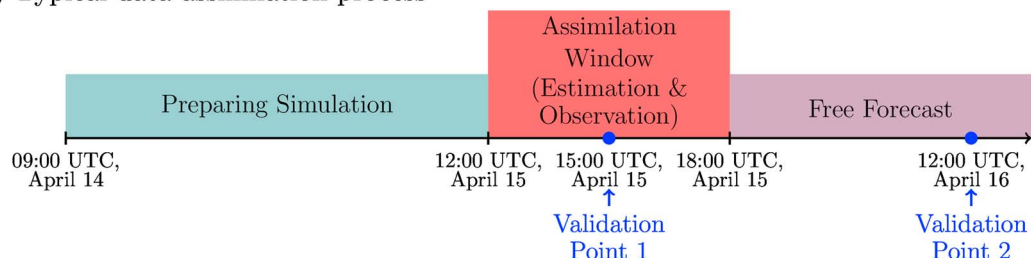 Typical data assimilation process
Assimilation
Window
(Estimation &
Observation)
Preparing Simulation
Free Forecast
09:00 UTC,
April 14
12:00 UTC,
April 15
15:00 UTC,
April 15
18:00 UTC,
April 15
12:00 UTC,
April 16
Validation
Point 1
Validation
Point 2